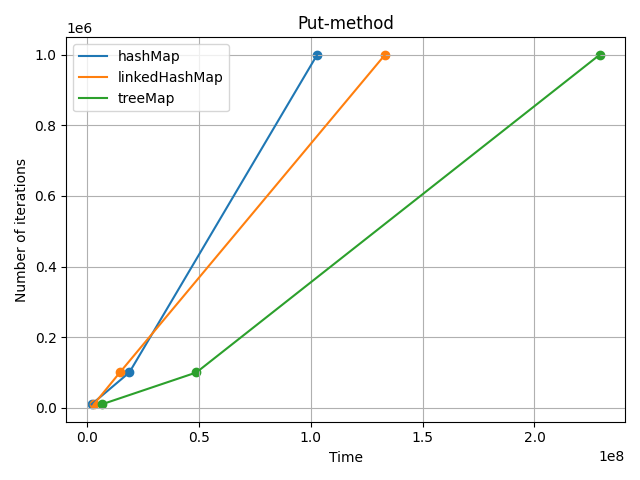 Put-method
1e6
hashMap
linkedHashMap
treeMap
1.0
0.8
0.6
0.4
0.2
0.0
Number of iterations
0.0 0.5 1.0 1.5 2.0
Time
1e8